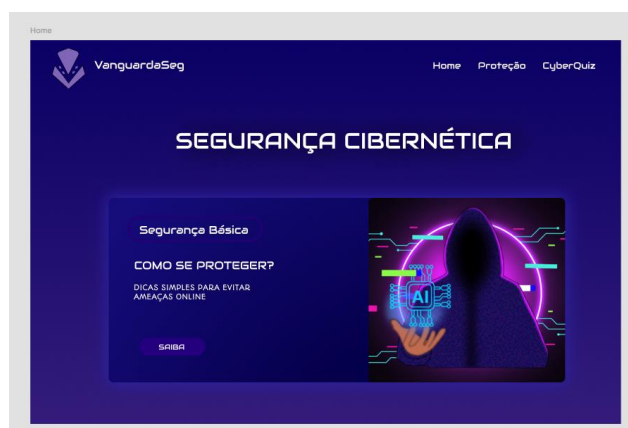 Home
VanguardaSeg
Home Proteção CyberQuiz
SEGURANÇA CIBERNÉTICA
Segurança Básica
COMO SE PROTEGER?
DICAS SIMPLES PARA EVITAR
AMEAÇAS ONLINE
AI
SAIBA